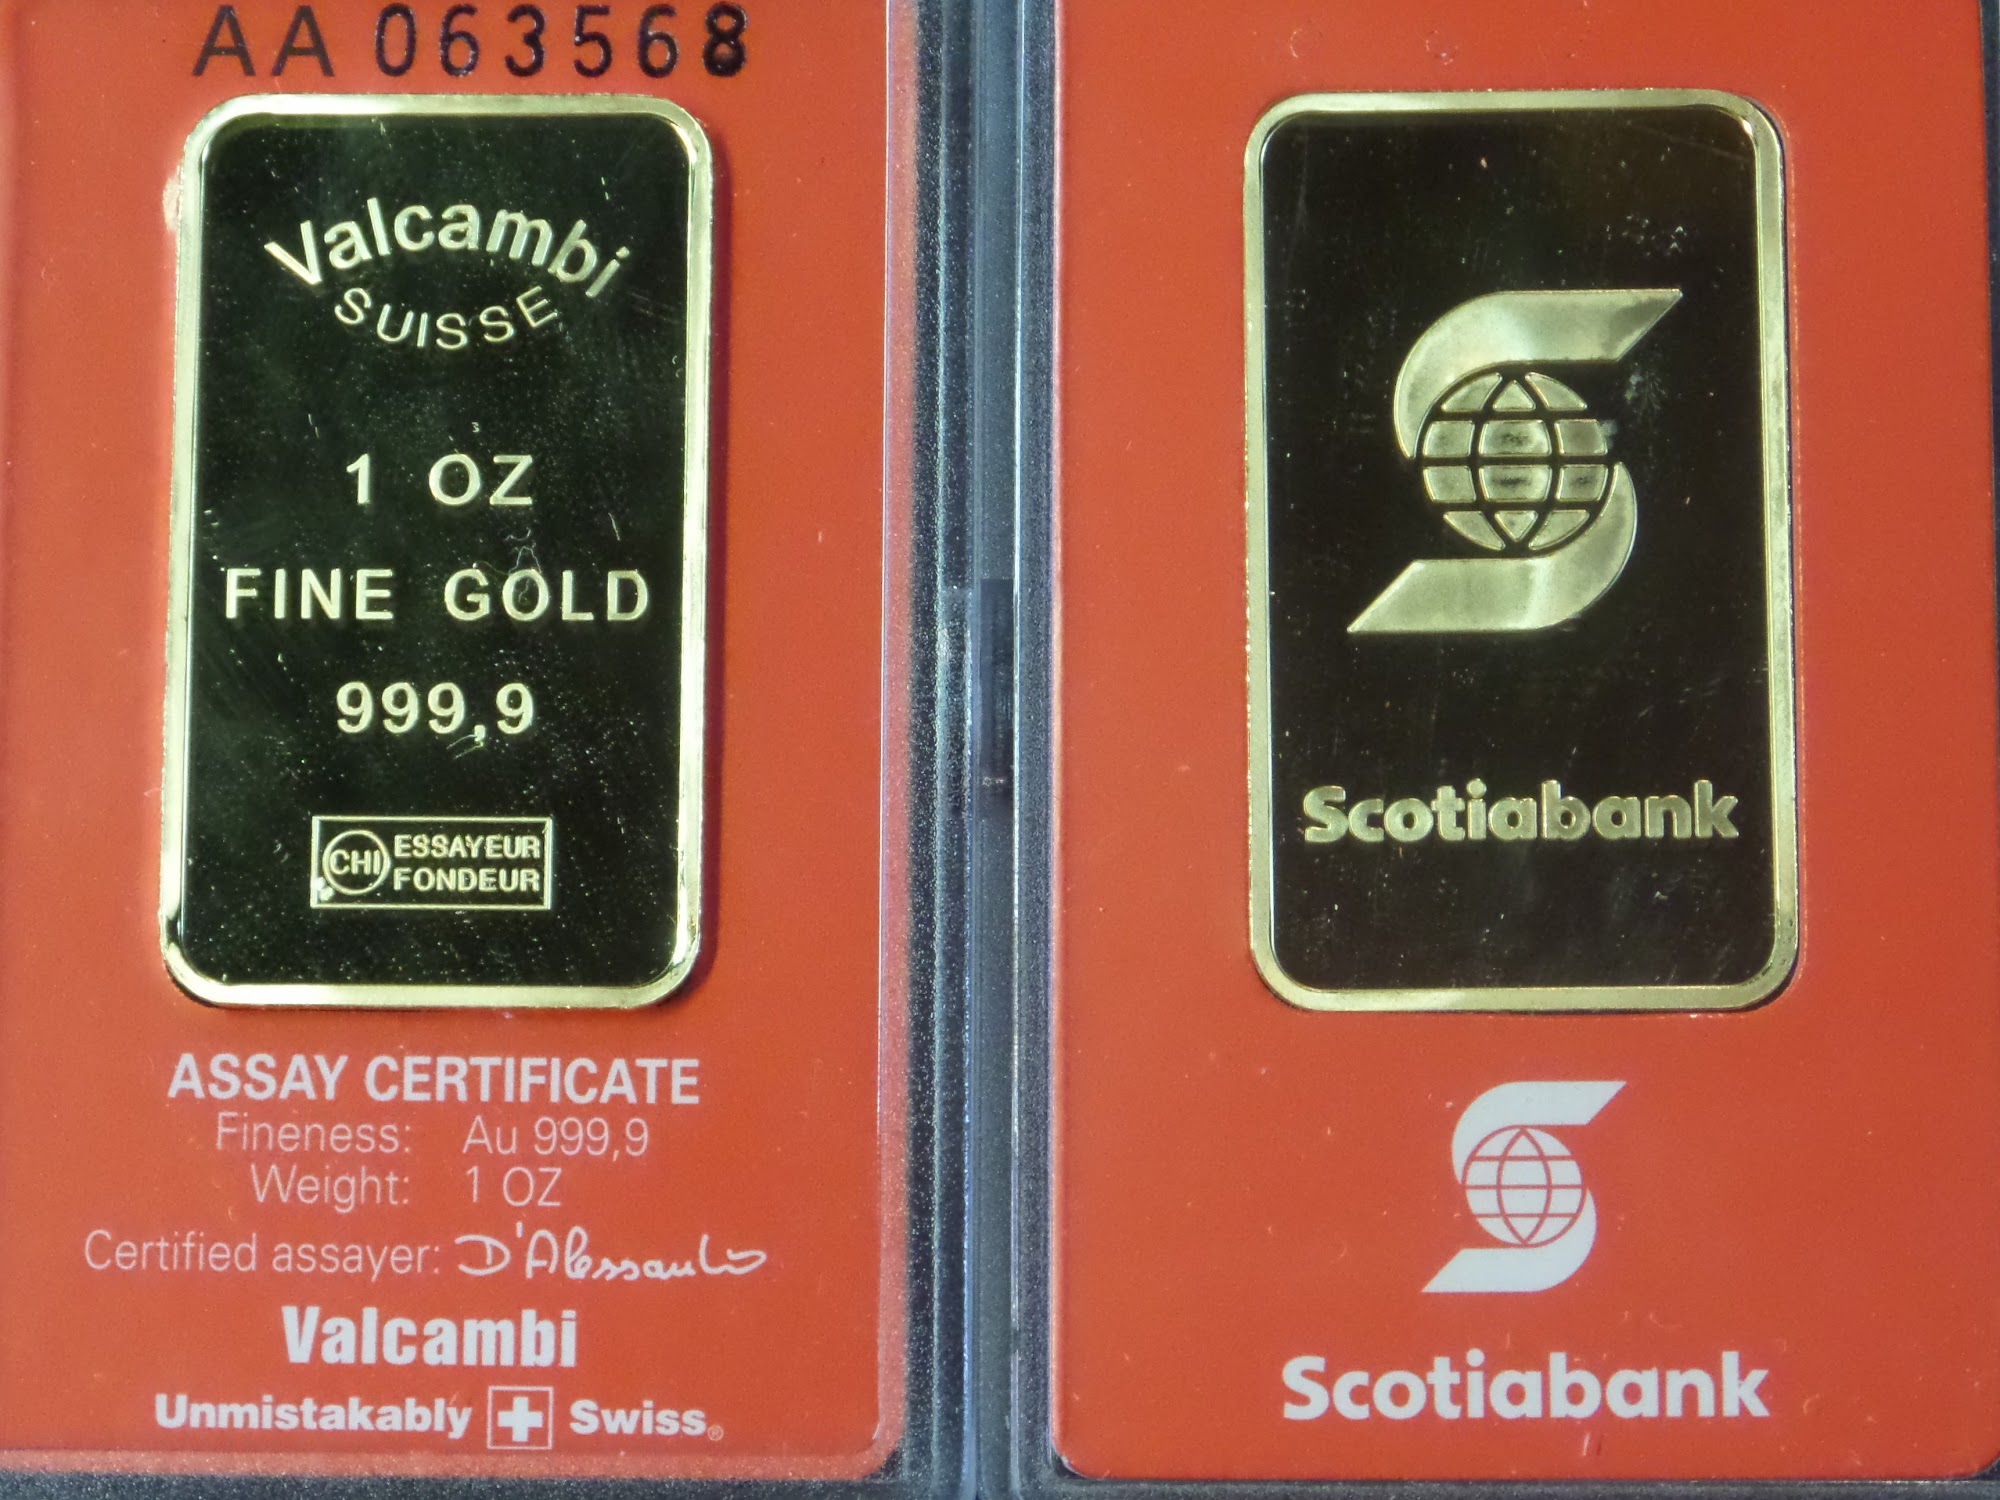 AA 063568
Valcambi
SUISSE
1 OZ
FINE GOLD
999,9
CHI ESSAYEUR
FONDEUR
ASSAY CERTIFICATE
Fineness: Au 999,9
Weight: 1 OZ
Certified assayer: D'Alessandro
Valcambi
Unmistakably Swiss®
Scotiabank
Scotiabank